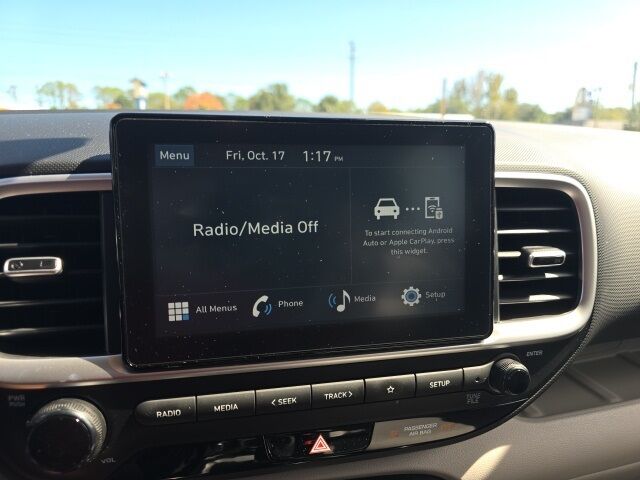 Menu
Fri, Oct. 17
1:17 PM
Radio/Media Off
To start connecting Android
Auto or Apple CarPlay, press
this widget.
All Menus
Phone
Media
Setup
PWR
PUSH
VOL
RADIO
MEDIA
< SEEK
TRACK >
☆
SETUP
ENTER
TUNE
FILE
PASSENGER
AIR BAG